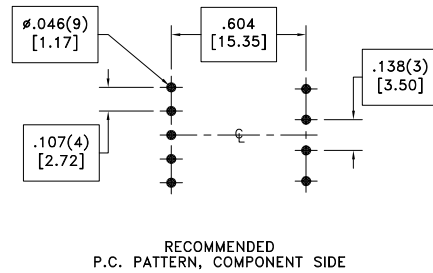 ø.046(9)
[1.17]
.604
[15.35]
.138(3)
[3.50]
.107(4)
[2.72]
℄
RECOMMENDED
P.C. PATTERN, COMPONENT SIDE